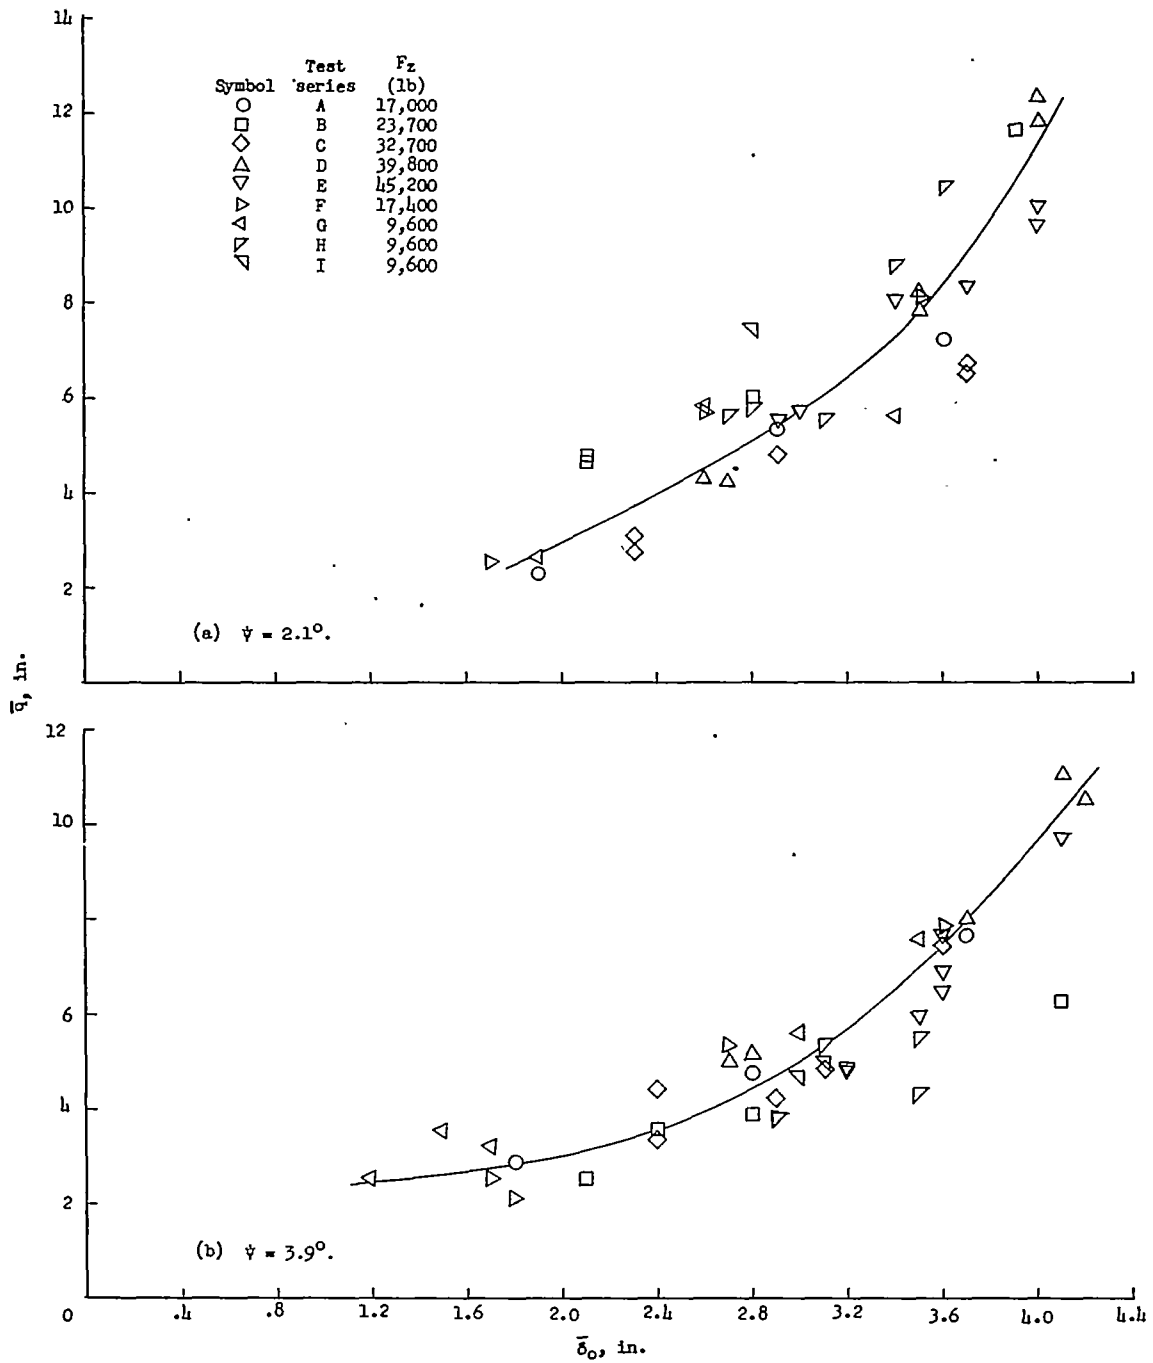 14
12
10
8
6
4
2
Test Fz
Symbol series (lb)
A 17,000
B 23,700
C 32,700
D 39,800
E 45,200
F 17,400
G 9,600
H 9,600
I 9,600
(a) ψ = 2.1°.
q̄, in.
12
10
6
4
2
0
(b) ψ = 3.9°.
.4 .8 1.2 1.6 2.0 2.4 2.8 3.2 3.6 4.0 4.4
δ̄o, in.